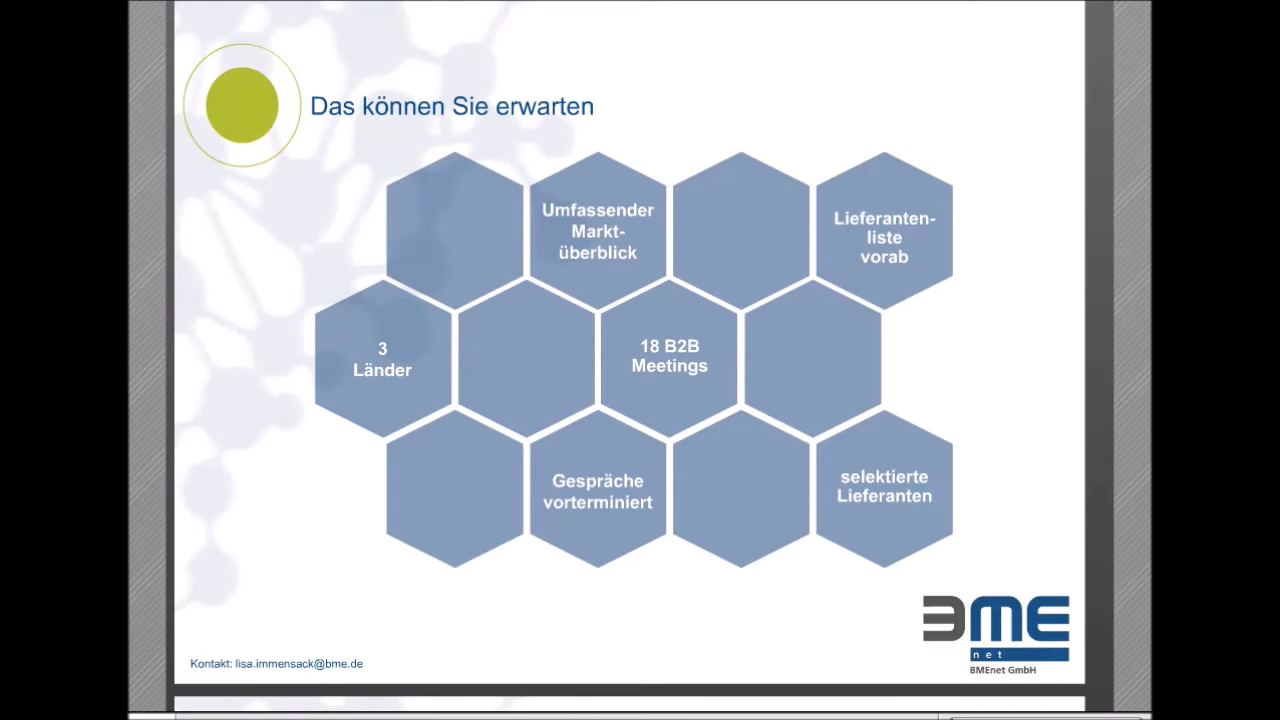 Das können Sie erwarten
Umfassender
Markt-
überblick
Lieferanten-
liste
vorab
3
Länder
18 B2B
Meetings
Gespräche
vorterminiert
selektierte
Lieferanten
BME
net
BMEnet GmbH
Kontakt: lisa.immensack@bme.de